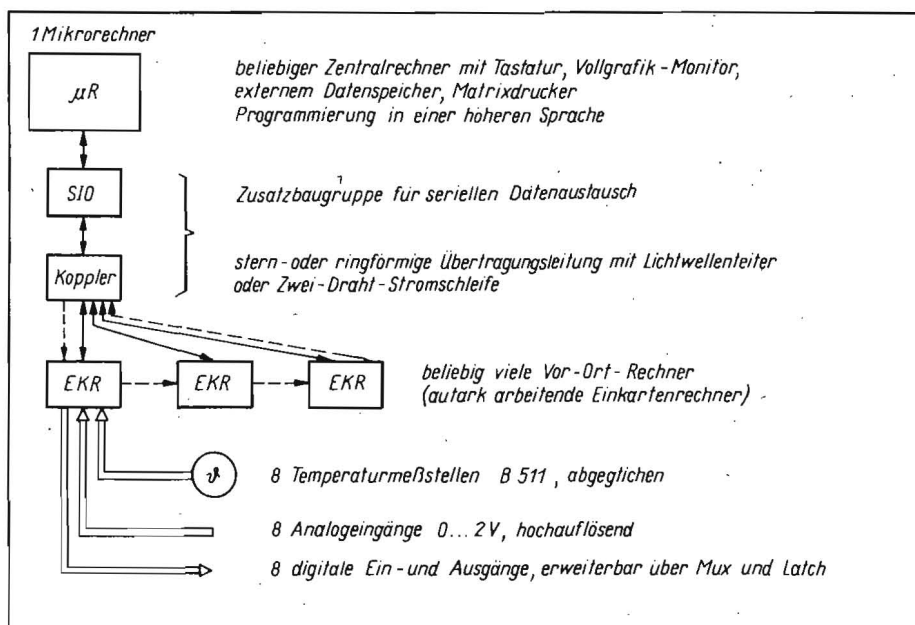 1 Mikrorechner
µR
beliebiger Zentralrechner mit Tastatur, Vollgrafik-Monitor,
externem Datenspeicher, Matrixdrucker
Programmierung in einer höheren Sprache
SIO
Zusatzbaugruppe für seriellen Datenaustausch
Koppler
stern- oder ringförmige Übertragungsleitung mit Lichtwellenleiter
oder Zwei-Draht-Stromschleife
EKR EKR EKR
beliebig viele Vor-Ort-Rechner
(autark arbeitende Einkartenrechner)
ϑ
8 Temperaturmeßstellen B 511, abgeglichen
8 Analogeingänge 0...2V, hochauflösend
8 digitale Ein- und Ausgänge, erweiterbar über Mux und Latch